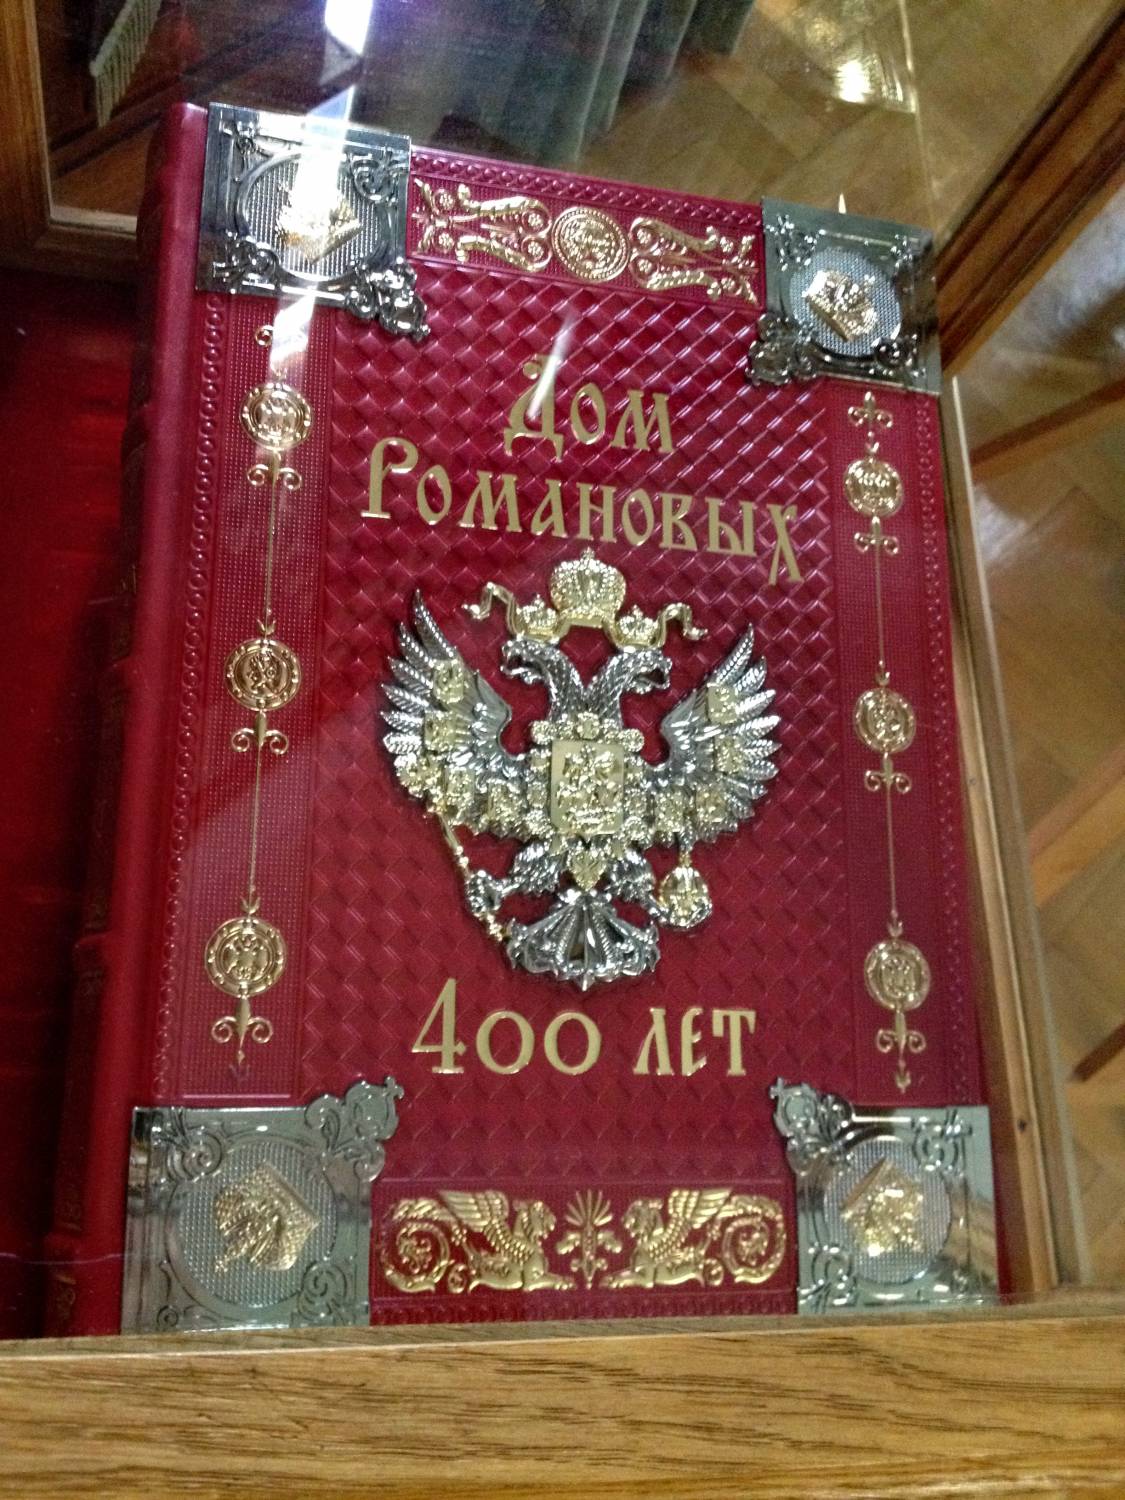 Дом
Романовых
400 лет